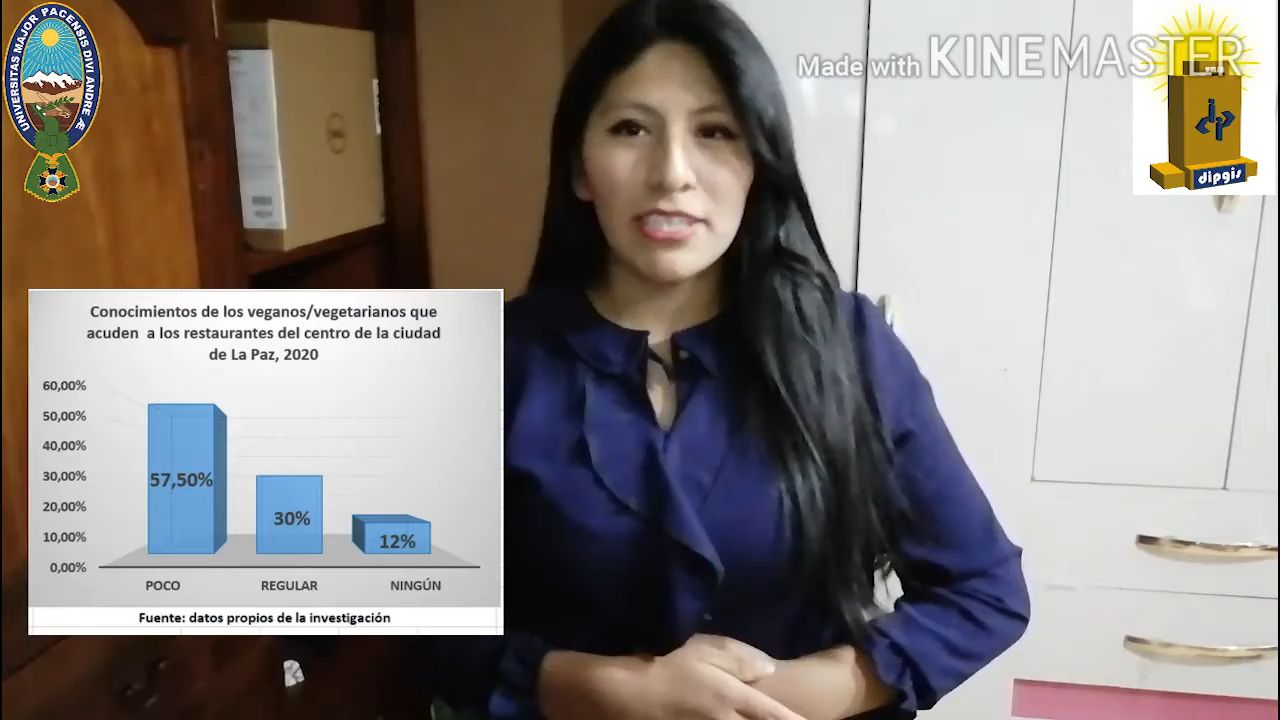 UNIVERSITAS MAJOR PACENSIS DIVI ANDRE Æ
Made with KINEMASTER
dipgis
Conocimientos de los veganos/vegetarianos que
acuden a los restaurantes del centro de la ciudad
de La Paz, 2020
60,00%
50,00%
40,00%
30,00%
20,00%
10,00%
0,00%
57,50%
30%
12%
POCO REGULAR NINGÚN
Fuente: datos propios de la investigación